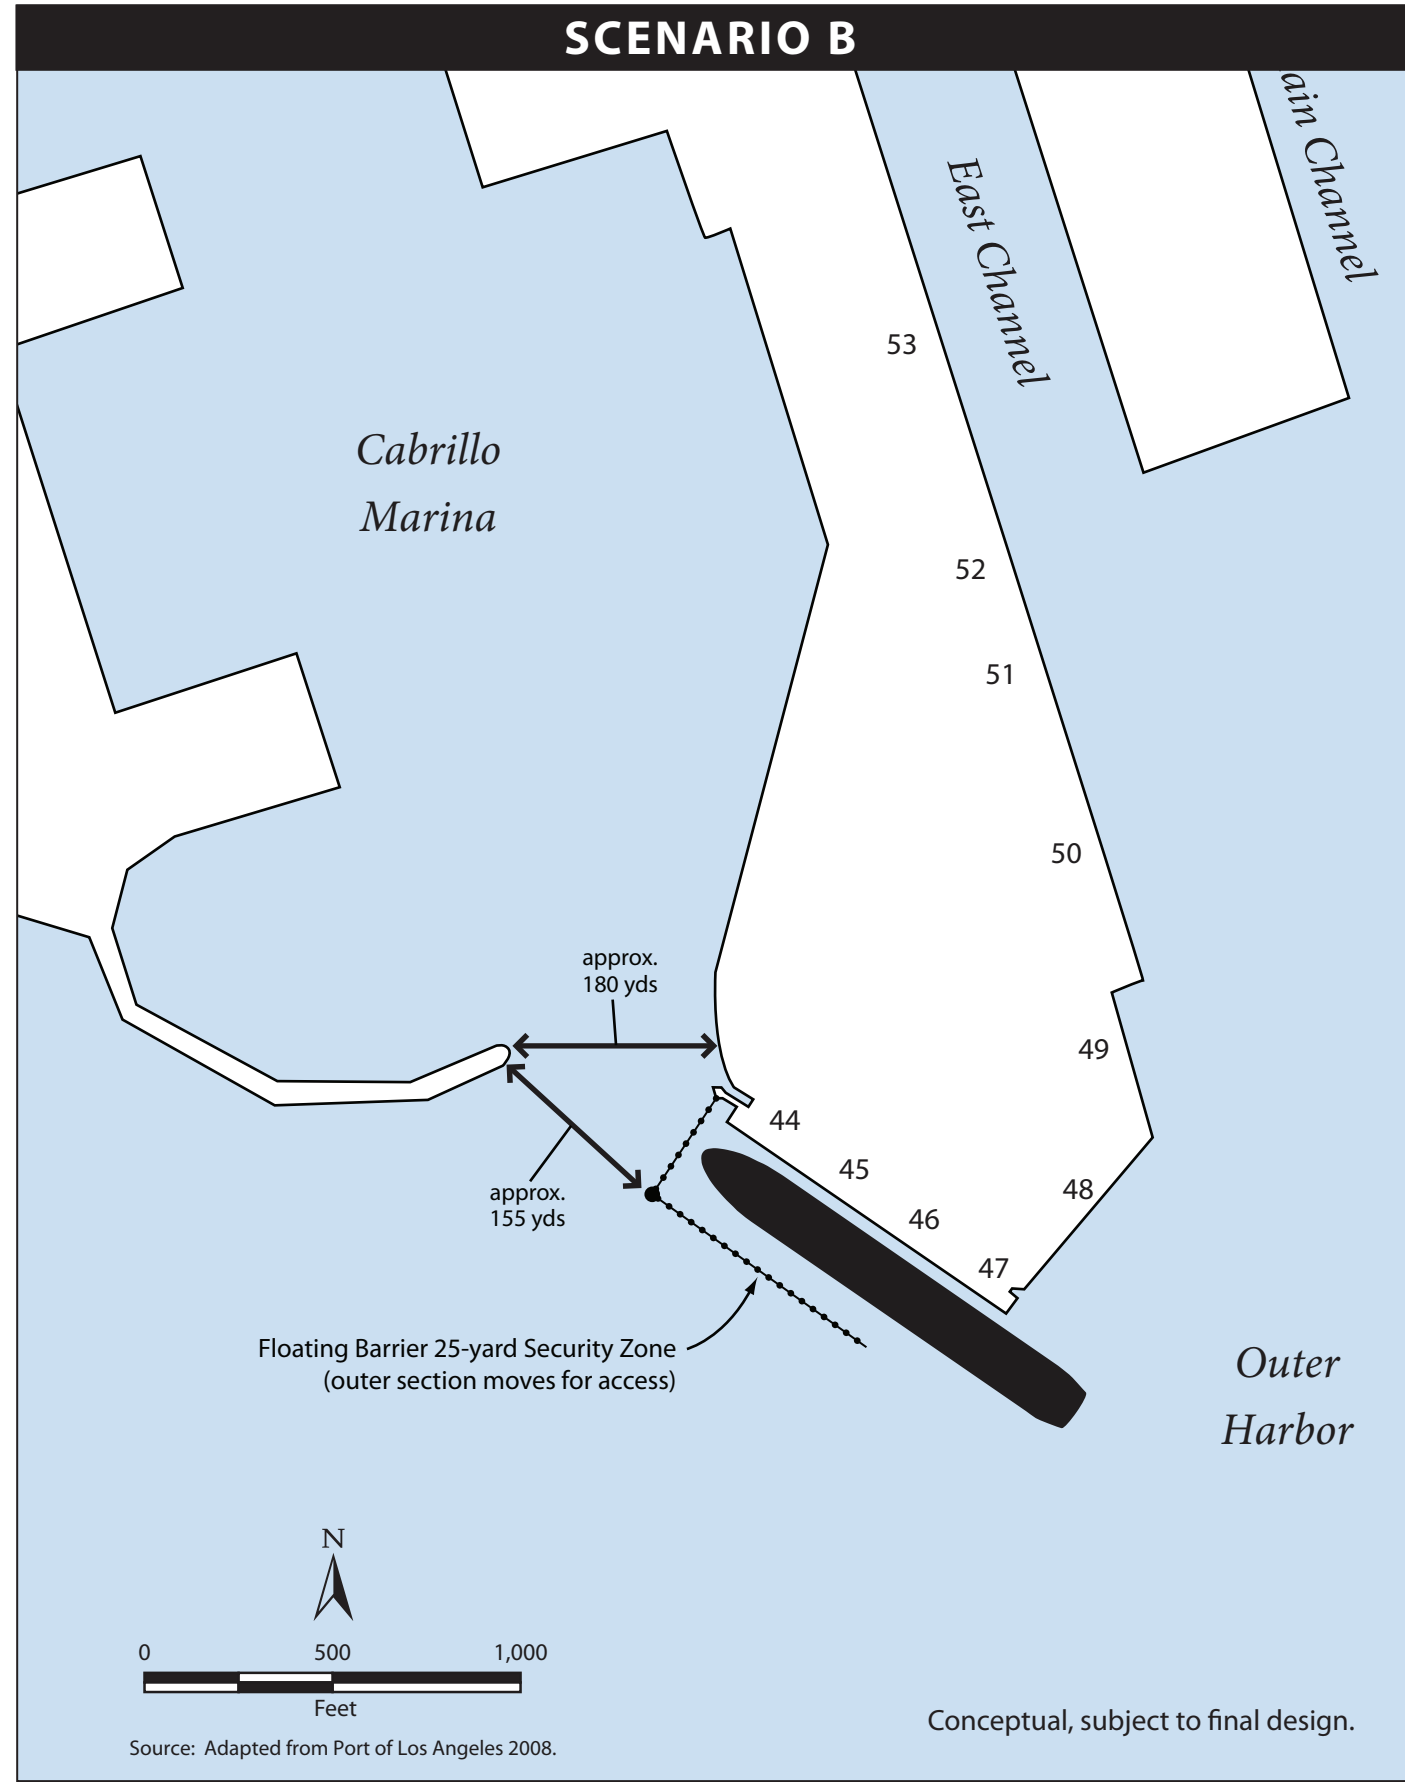 SCENARIO B
ain Channel
East Channel
53
Cabrillo
Marina
52
51
50
approx.
180 yds
49
44
45
46
47
48
approx.
155 yds
Floating Barrier 25-yard Security Zone
(outer section moves for access)
Outer
Harbor
N
0 500 1,000
Feet
Source: Adapted from Port of Los Angeles 2008.
Conceptual, subject to final design.